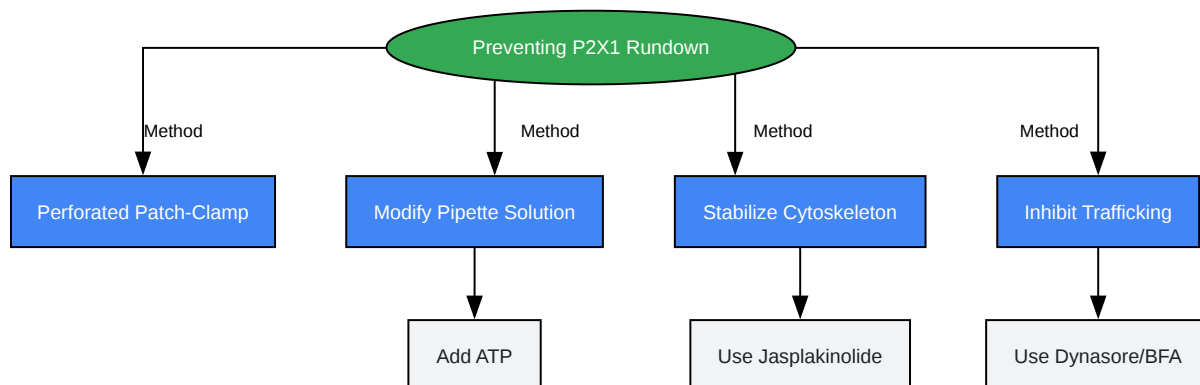 Preventing P2X1 Rundown
Method
Method
Method
Method
Perforated Patch-Clamp
Modify Pipette Solution
Stabilize Cytoskeleton
Inhibit Trafficking
Add ATP
Use Jasplakinolide
Use Dynasore/BFA